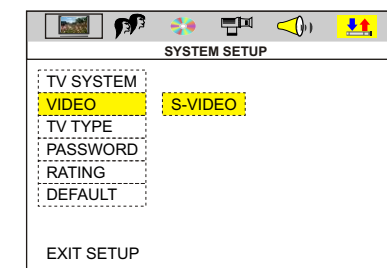 SYSTEM SETUP
TV SYSTEM
VIDEO S-VIDEO
TV TYPE
PASSWORD
RATING
DEFAULT
EXIT SETUP